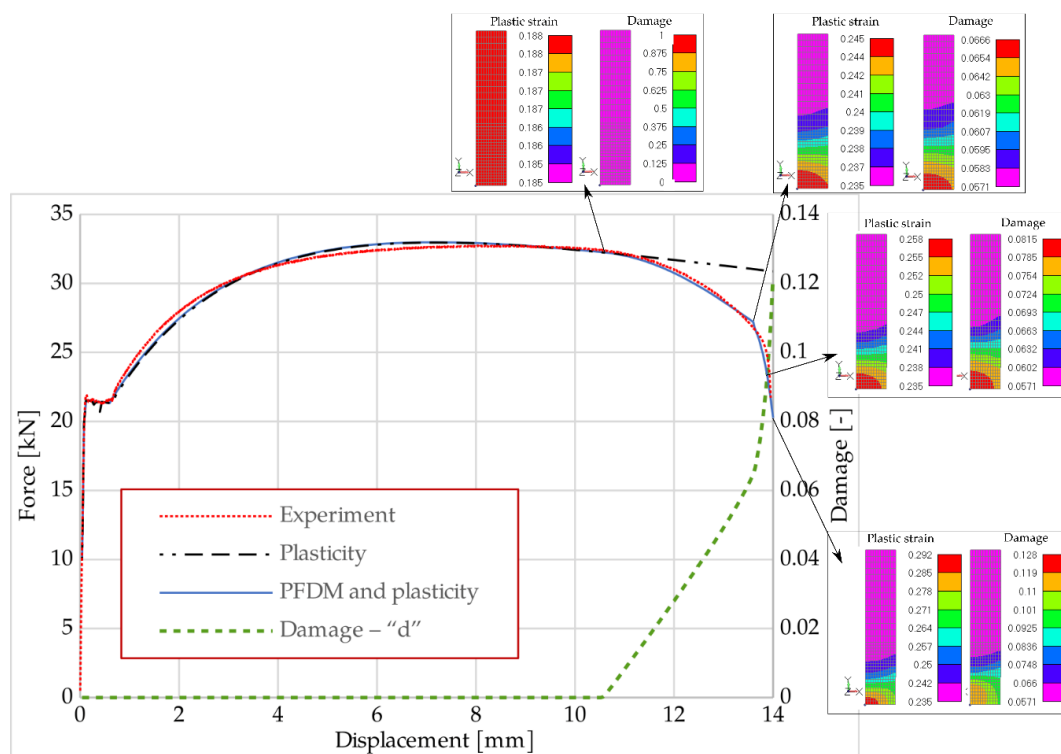 Plastic strain Damage
0.188 1
0.188 0.875
0.187 0.75
0.187 0.625
0.186 0.5
0.186 0.375
0.185 0.25
0.185 0.125
0.185 0
Y
Z X
Y
Z X
Plastic strain Damage
0.245 0.0666
0.244 0.0654
0.242 0.0642
0.241 0.063
0.24 0.0619
0.239 0.0607
0.238 0.0595
0.237 0.0583
0.235 0.0571
Y
Z X
Y
Z X
Plastic strain Damage
0.258 0.0815
0.255 0.0785
0.252 0.0754
0.25 0.0724
0.247 0.0693
0.244 0.0663
0.241 0.0632
0.238 0.0602
0.235 0.0571
Plastic strain Damage
0.292 0.128
0.285 0.119
0.278 0.11
0.271 0.101
0.264 0.0925
0.257 0.0836
0.25 0.0748
0.242 0.066
0.235 0.0571
35
30
25
20
15
10
5
0
Force [kN]
0.14
0.12
0.1
0.08
0.06
0.04
0.02
0
Damage [-]
Experiment
Plasticity
PFDM and plasticity
Damage – “d”
0 2 4 6 8 10 12 14
Displacement [mm]